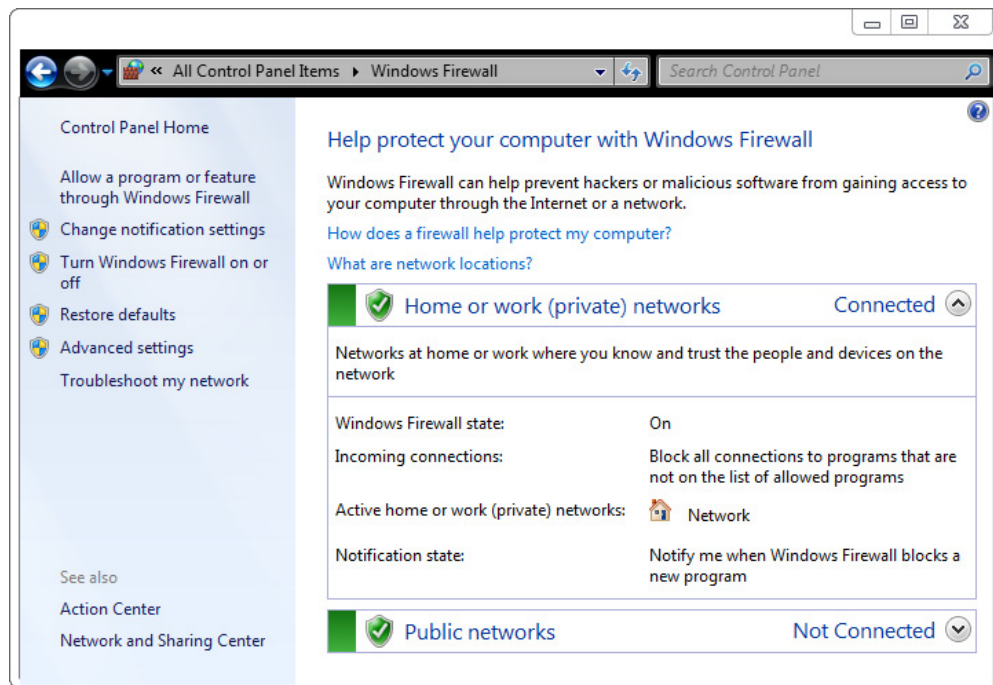 « All Control Panel Items ▸ Windows Firewall
Search Control Panel
Control Panel Home
Allow a program or feature
through Windows Firewall
Change notification settings
Turn Windows Firewall on or
off
Restore defaults
Advanced settings
Troubleshoot my network
See also
Action Center
Network and Sharing Center
Help protect your computer with Windows Firewall
Windows Firewall can help prevent hackers or malicious software from gaining access to
your computer through the Internet or a network.
How does a firewall help protect my computer?
What are network locations?
Home or work (private) networks Connected
Networks at home or work where you know and trust the people and devices on the
network
Windows Firewall state: On
Incoming connections: Block all connections to programs that are
not on the list of allowed programs
Active home or work (private) networks: Network
Notification state: Notify me when Windows Firewall blocks a
new program
Public networks Not Connected